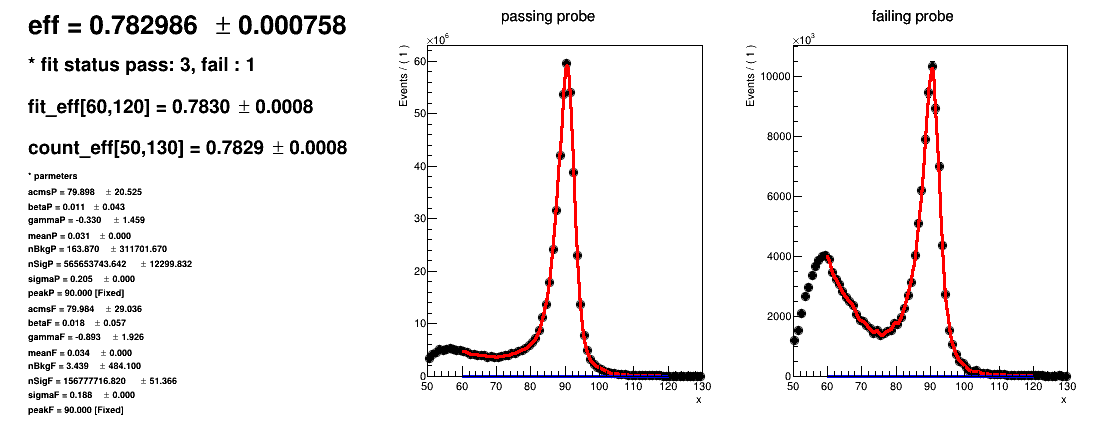 eff = 0.782986 ± 0.000758
* fit status pass: 3, fail : 1
fit_eff[60,120] = 0.7830 ± 0.0008
count_eff[50,130] = 0.7829 ± 0.0008
* parmeters
acmsP = 79.898 ± 20.525
betaP = 0.011 ± 0.043
gammaP = -0.330 ± 1.459
meanP = 0.031 ± 0.000
nBkgP = 163.870 ± 311701.670
nSigP = 565653743.642 ± 12299.832
sigmaP = 0.205 ± 0.000
peakP = 90.000 [Fixed]
acmsF = 79.984 ± 29.036
betaF = 0.018 ± 0.057
gammaF = -0.893 ± 1.926
meanF = 0.034 ± 0.000
nBkgF = 3.439 ± 484.100
nSigF = 156777716.820 ± 51.366
sigmaF = 0.188 ± 0.000
peakF = 90.000 [Fixed]
passing probe
×10⁶
Events / ( 1 )
60
50
40
30
20
10
0
50 60 70 80 90 100 110 120 130
x
failing probe
×10³
Events / ( 1 )
10000
8000
6000
4000
2000
0
50 60 70 80 90 100 110 120 130
x